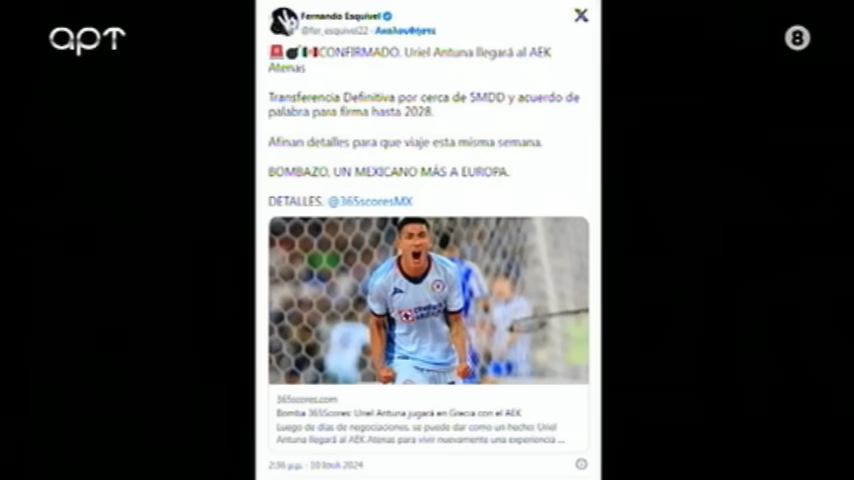 αρτ
8
Fernando Esquivel
X
@fer_esquivel22 · Ακολουθήστε
CONFIRMADO. Uriel Antuna llegará al AEK
Atenas
Transferencia Definitiva por cerca de 5MDD y acuerdo de
palabra para firma hasta 2028.
Afinan detalles para que viaje esta misma semana.
BOMBAZO, UN MEXICANO MÁS A EUROPA.
DETALLES. @365scoresMX
CRUZ AZUL
365scores.com
Bomba 365Scores: Uriel Antuna jugará en Grecia con el AEK
Luego de días de negociaciones, se puede dar como un hecho: Uriel
Antuna llegará al AEK Atenas para vivir nuevamente una experiencia ...
2:36 μ.μ. · 10 Ιουλ 2024